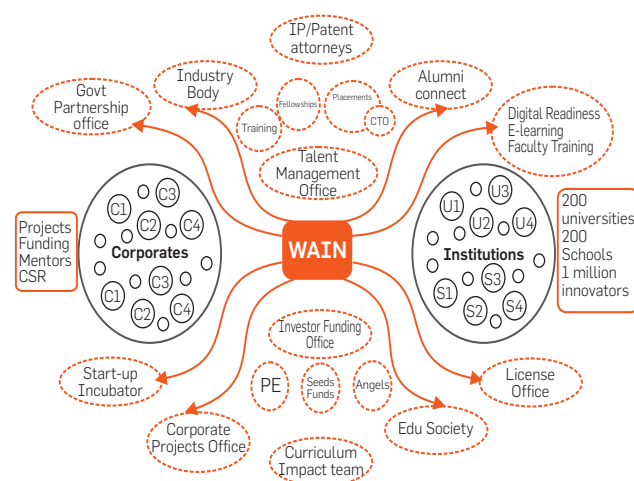 IP/Patent
attorneys
Industry
Body
Alumni
connect
Govt
Partnership
office
Fellowships
Placements
CTO
Training
Digital Readiness
E-learning
Faculty Training
Talent
Management
Office
C3
C1
C2
C4
Corporates
C3
C1
C2
C4
Projects
Funding
Mentors
CSR
WAIN
U3
U1
U2
U4
Institutions
S3
S1
S2
S4
200
universities
200
Schools
1 million
innovators
Investor Funding
Office
PE
Seeds
Funds
Angels
Start-up
Incubator
License
Office
Corporate
Projects Office
Edu Society
Curriculum
Impact team